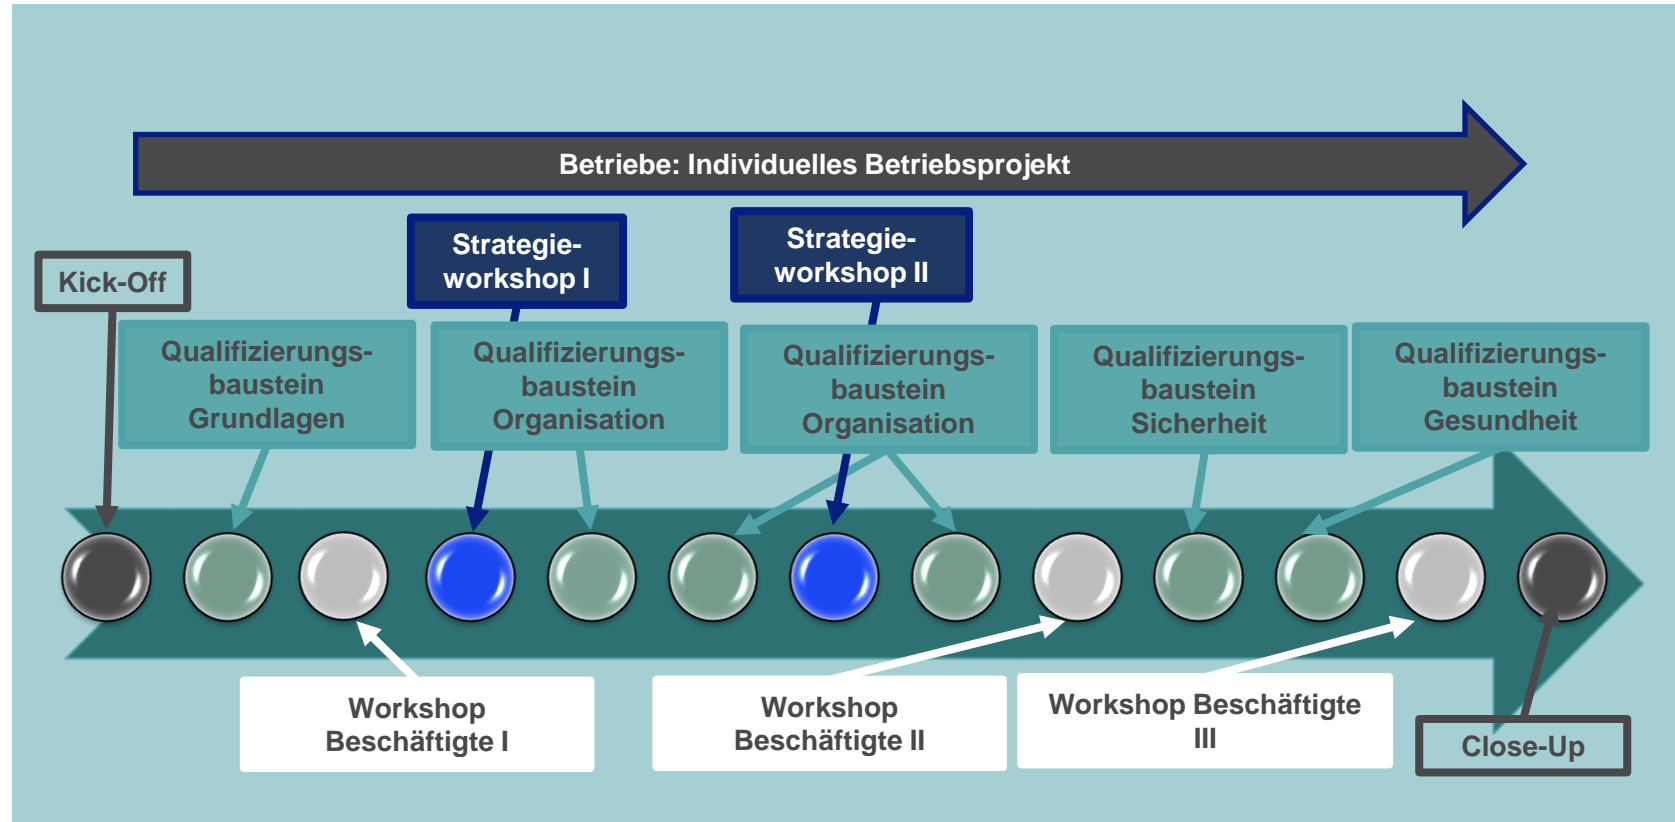 Betriebe: Individuelles Betriebsprojekt
Strategie-
workshop I
Strategie-
workshop II
Kick-Off
Qualifizierungs-
baustein
Grundlagen
Qualifizierungs-
baustein
Organisation
Qualifizierungs-
baustein
Organisation
Qualifizierungs-
baustein
Sicherheit
Qualifizierungs-
baustein
Gesundheit
Workshop
Beschäftigte I
Workshop
Beschäftigte II
Workshop Beschäftigte
III
Close-Up